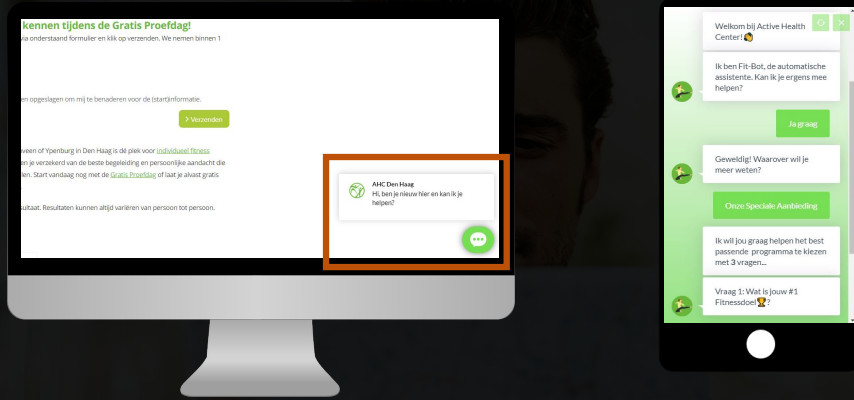 kennen tijdens de Gratis Proefdag!
via onderstaand formulier en klik op verzenden. We nemen binnen 1
en opgeslagen om mij te benaderen voor de (start)informatie.
> Verzenden
veen of Ypenburg in Den Haag is dé plek voor individueel fitness
en je verzekerd van de beste begeleiding en persoonlijke aandacht die
len. Start vandaag nog met de Gratis Proefdag of laat je alvast gratis
sultaat. Resultaten kunnen altijd variëren van persoon tot persoon.
AHC Den Haag
Hi, ben je nieuw hier en kan ik je
helpen?
Welkom bij Active Health
Center!
Ik ben Fit-Bot, de automatische
assistente. Kan ik je ergens mee
helpen?
Ja graag
Geweldig! Waarover wil je
meer weten?
Onze Speciale Aanbieding
Ik wil jou graag helpen het best
passende programma te kiezen
met 3 vragen...
Vraag 1: Wat is jouw #1
Fitnessdoel🏆?